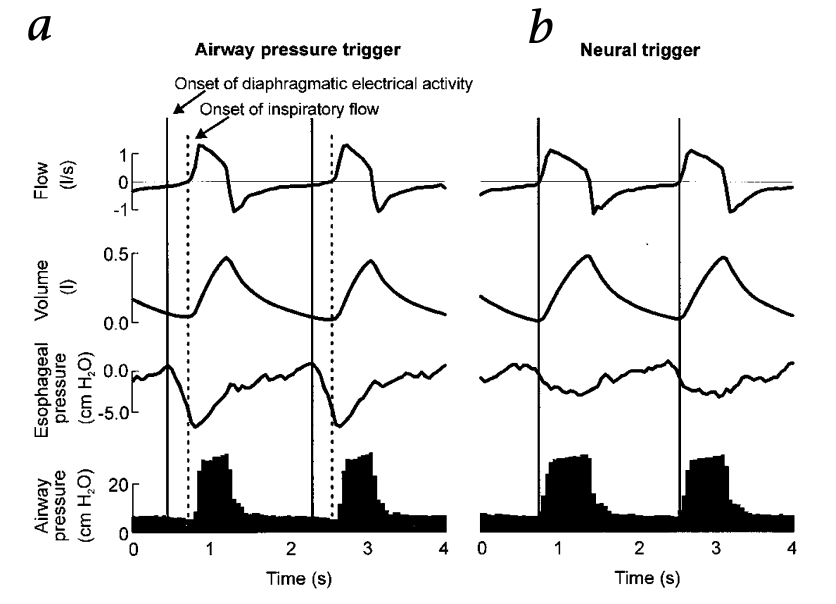 a
b
Airway pressure trigger
Neural trigger
Onset of diaphragmatic electrical activity
Onset of inspiratory flow
Flow
(l/s)
1
0
-1
Volume
(l)
0.5
0.0
Esophageal
pressure
(cm H₂O)
0.0
-5.0
Airway
pressure
(cm H₂O)
20
0
0 1 2 3 4
0 1 2 3 4
Time (s)
Time (s)